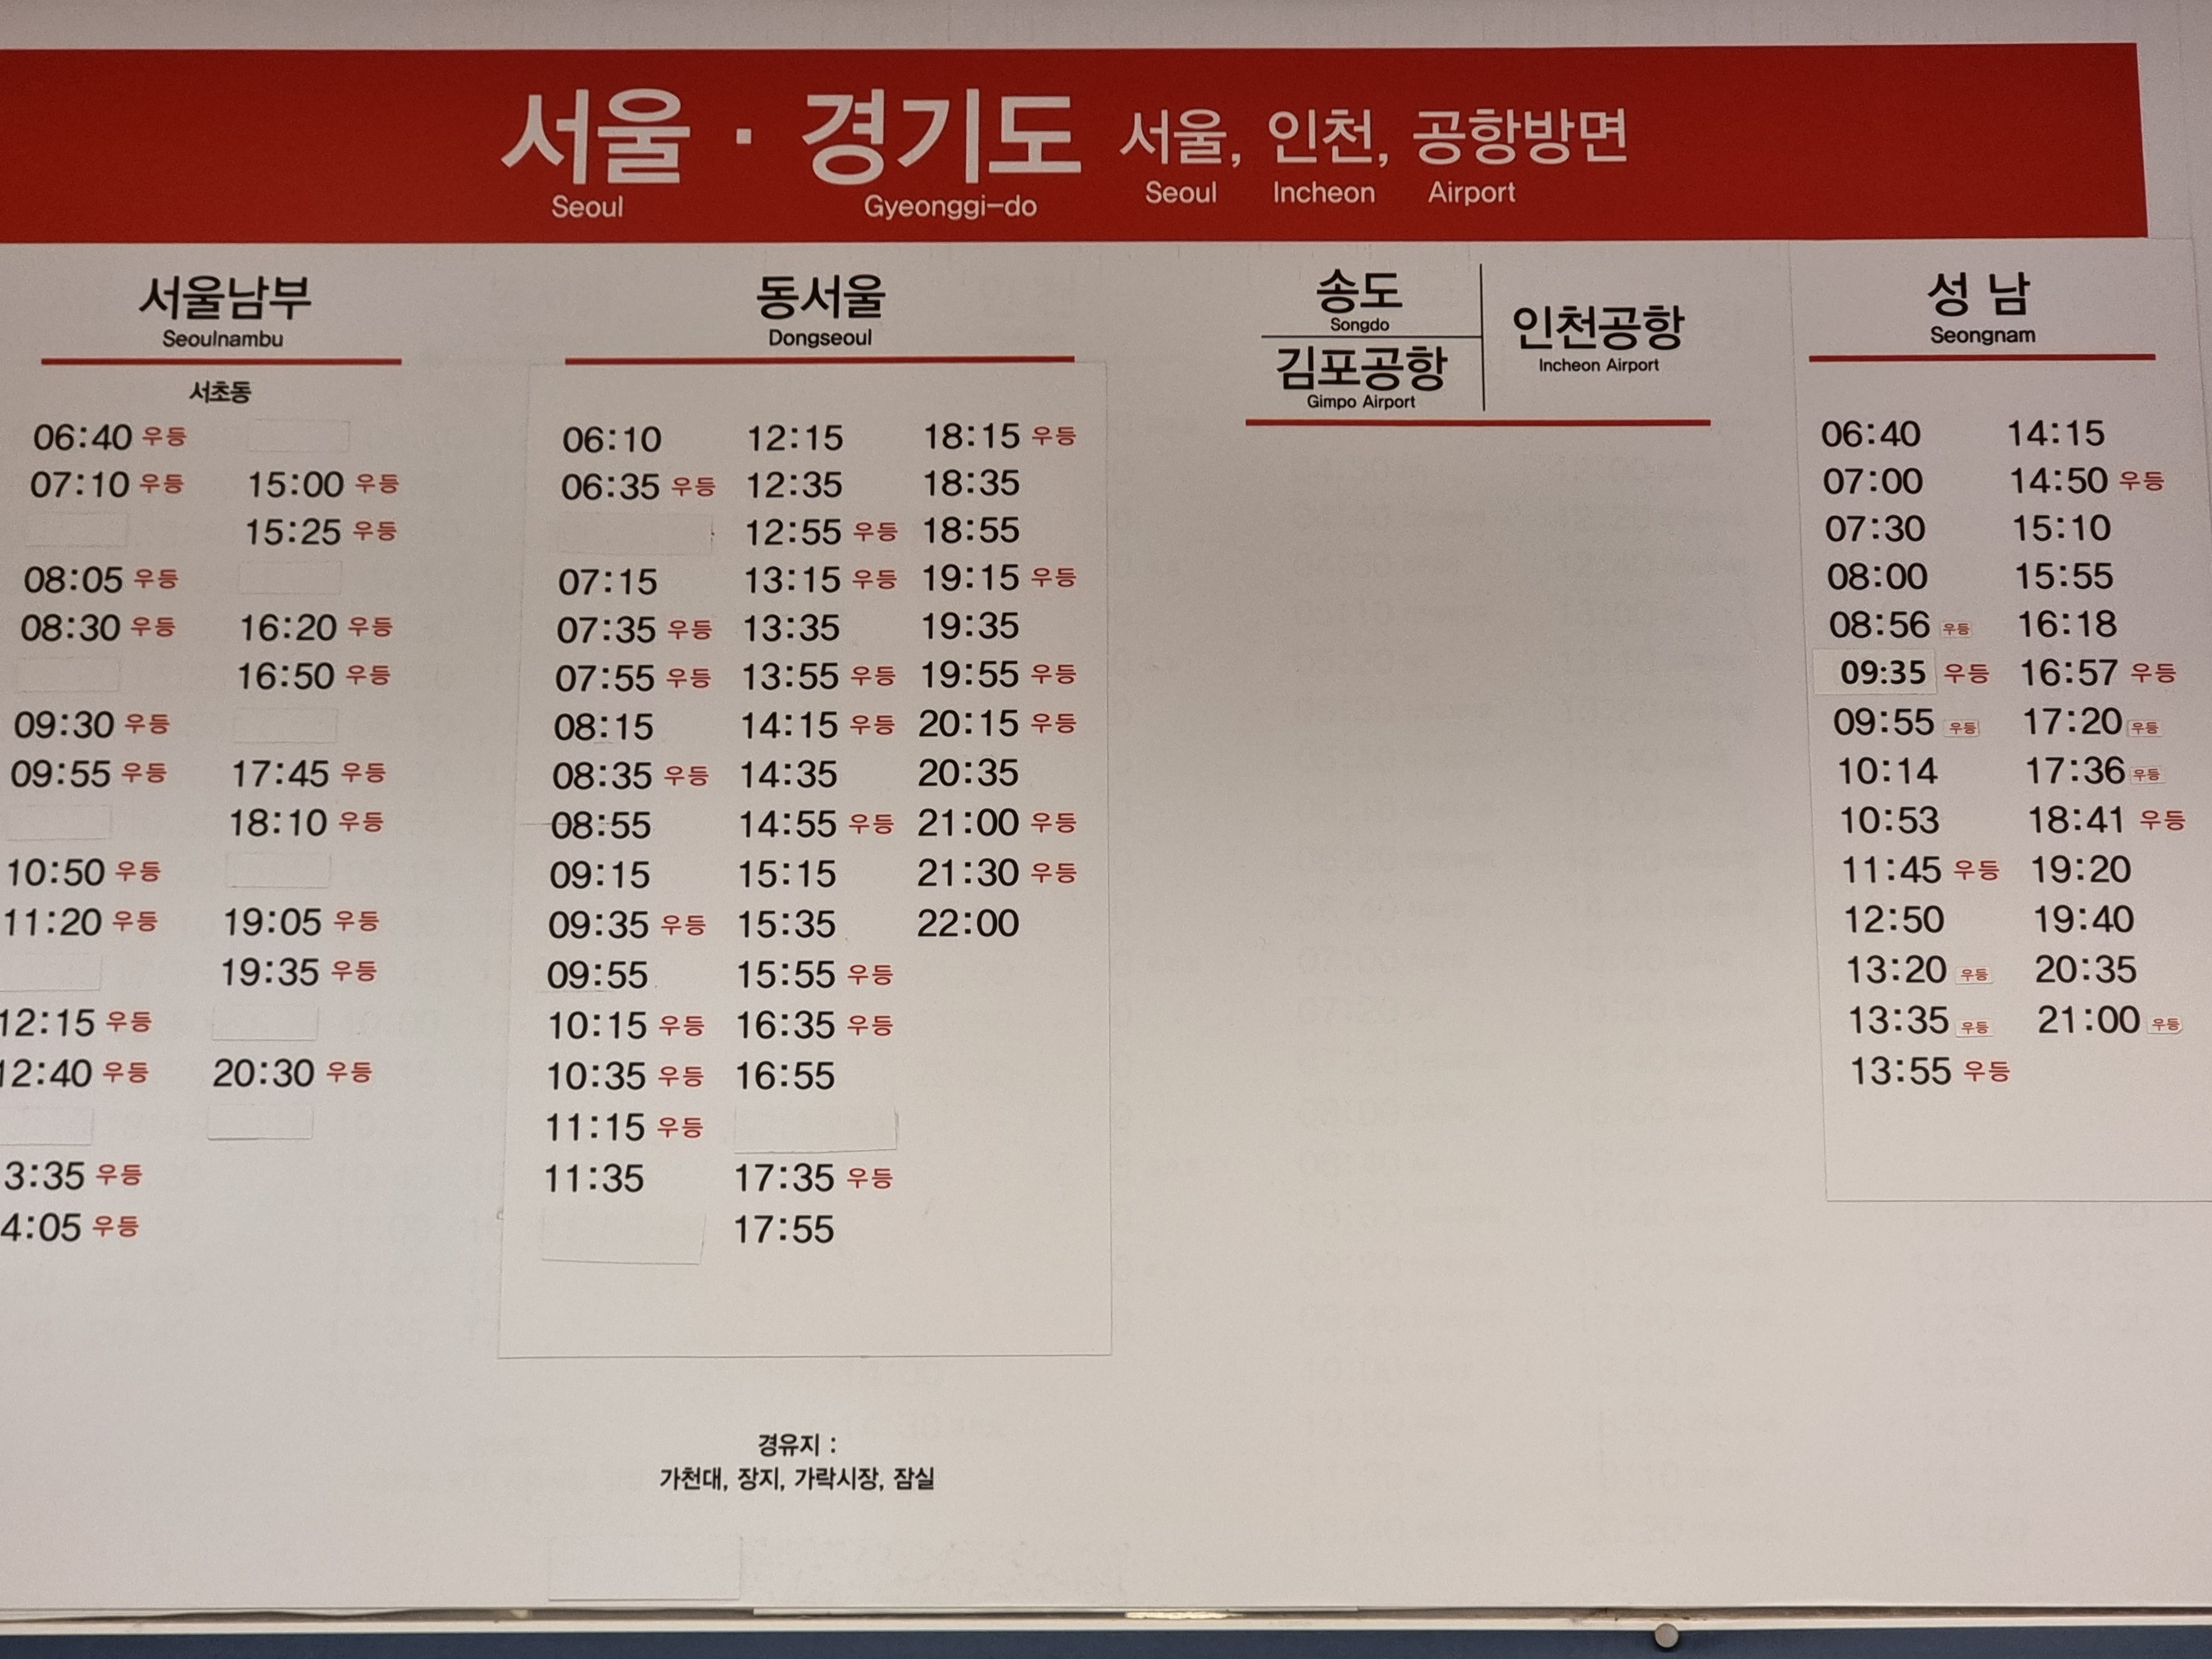 서울 · 경기도 서울, 인천, 공항방면
Seoul Gyeonggi-do Seoul Incheon Airport
서울남부
Seoulnambu
서초동
06:40 우등
07:10 우등 15:00 우등
15:25 우등
08:05 우등
08:30 우등 16:20 우등
16:50 우등
09:30 우등
09:55 우등 17:45 우등
18:10 우등
10:50 우등
11:20 우등 19:05 우등
19:35 우등
12:15 우등
12:40 우등 20:30 우등
3:35 우등
4:05 우등
동서울
Dongseoul
06:10 12:15 18:15 우등
06:35 우등 12:35 18:35
12:55 우등 18:55
07:15 13:15 우등 19:15 우등
07:35 우등 13:35 19:35
07:55 우등 13:55 우등 19:55 우등
08:15 14:15 우등 20:15 우등
08:35 우등 14:35 20:35
08:55 14:55 우등 21:00 우등
09:15 15:15 21:30 우등
09:35 우등 15:35 22:00
09:55 15:55 우등
10:15 우등 16:35 우등
10:35 우등 16:55
11:15 우등
11:35 17:35 우등
17:55
경유지 :
가천대, 장지, 가락시장, 잠실
송도
Songdo
김포공항
Gimpo Airport
인천공항
Incheon Airport
성 남
Seongnam
06:40 14:15
07:00 14:50 우등
07:30 15:10
08:00 15:55
08:56 우등 16:18
09:35 우등 16:57 우등
09:55 우등 17:20 우등
10:14 17:36 우등
10:53 18:41 우등
11:45 우등 19:20
12:50 19:40
13:20 우등 20:35
13:35 우등 21:00 우등
13:55 우등